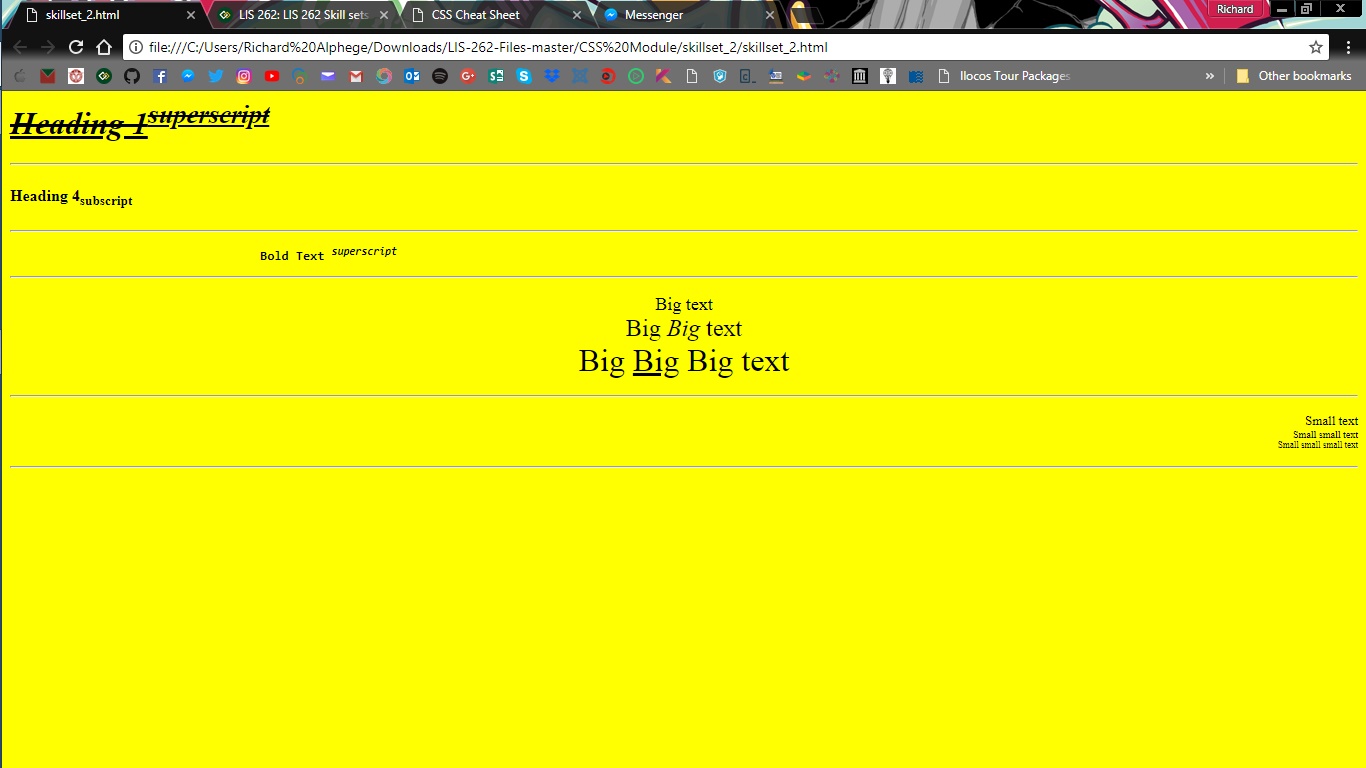 skillset_2.html LIS 262: LIS 262 Skill sets CSS Cheat Sheet Messenger Richard
file:///C:/Users/Richard%20Alphege/Downloads/LIS-262-Files-master/CSS%20Module/skillset_2/skillset_2.html
Ilocos Tour Packages » Other bookmarks
Heading 1superscript
Heading 4subscript
Bold Text superscript
Big text
Big Big text
Big Big Big text
Small text
Small small text
Small small small text